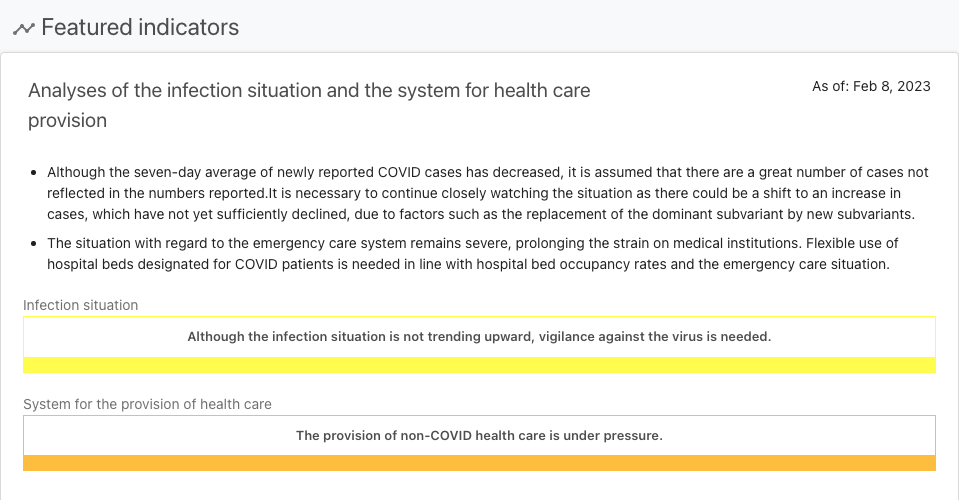 Featured indicators
Analyses of the infection situation and the system for health care
provision
As of: Feb 8, 2023
Although the seven-day average of newly reported COVID cases has decreased, it is assumed that there are a great number of cases not
reflected in the numbers reported.It is necessary to continue closely watching the situation as there could be a shift to an increase in
cases, which have not yet sufficiently declined, due to factors such as the replacement of the dominant subvariant by new subvariants.
The situation with regard to the emergency care system remains severe, prolonging the strain on medical institutions. Flexible use of
hospital beds designated for COVID patients is needed in line with hospital bed occupancy rates and the emergency care situation.
Infection situation
Although the infection situation is not trending upward, vigilance against the virus is needed.
System for the provision of health care
The provision of non-COVID health care is under pressure.